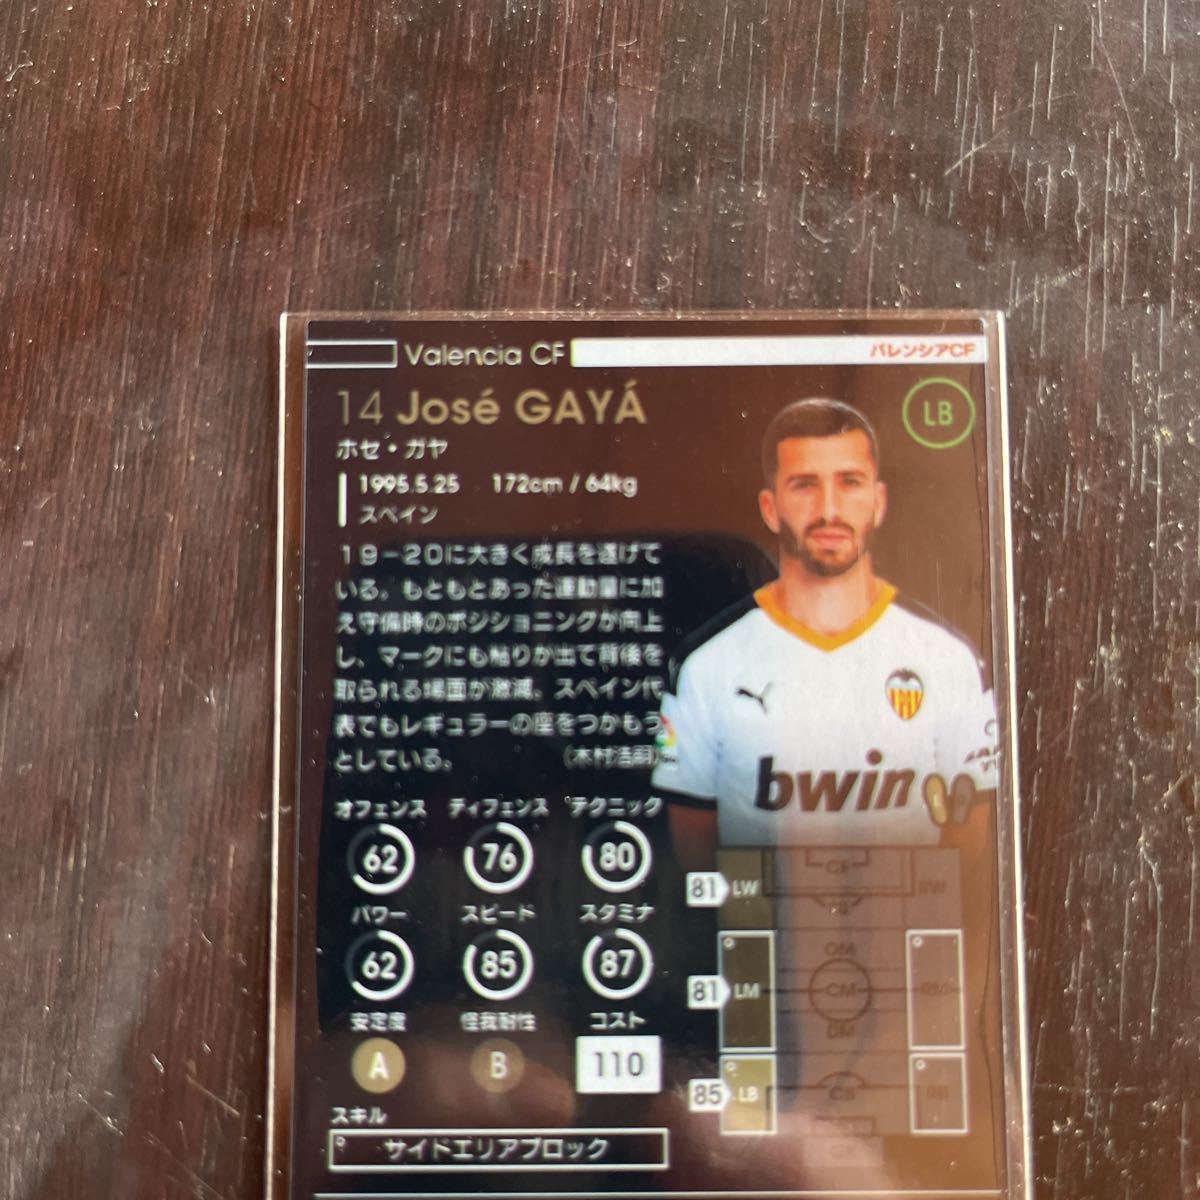 Valencia CF
バレンシアCF
14 José GAYÁ
LB
ホセ・ガヤ
1995.5.25 172cm / 64kg
スペイン
19-20に大きく成長を遂げて
いる。もともとあった運動量に加
え守備時のポジショニングが向上
し、マークにも粘りが出て背後を
取られる場面が激減。スペイン代
表でもレギュラーの座をつかもう
としている。 (木村浩嗣)
bwin
オフェンス ディフェンス テクニック
62 76 80
パワー スピード スタミナ
62 85 87
安定度 怪我耐性 コスト
A B 110
スキル
サイドエリアブロック
CF
81 LW RW
OM
81 LM CM RM
DM
85 LB CB RB
GK